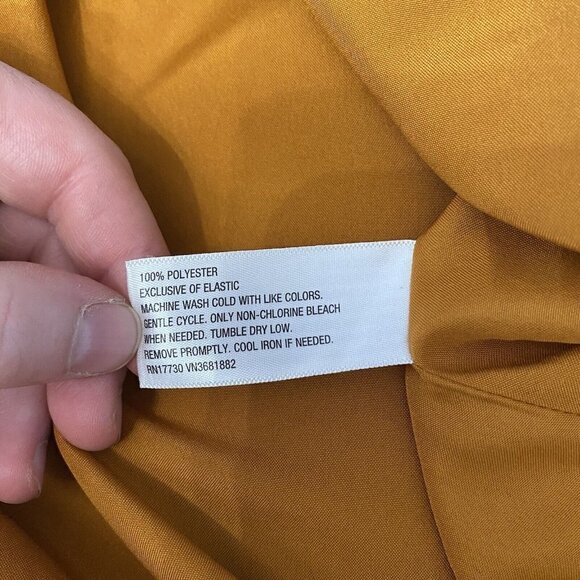 100% POLYESTER
EXCLUSIVE OF ELASTIC
MACHINE WASH COLD WITH LIKE COLORS.
GENTLE CYCLE. ONLY NON-CHLORINE BLEACH
WHEN NEEDED. TUMBLE DRY LOW.
REMOVE PROMPTLY. COOL IRON IF NEEDED.
RN17730 VN3681882